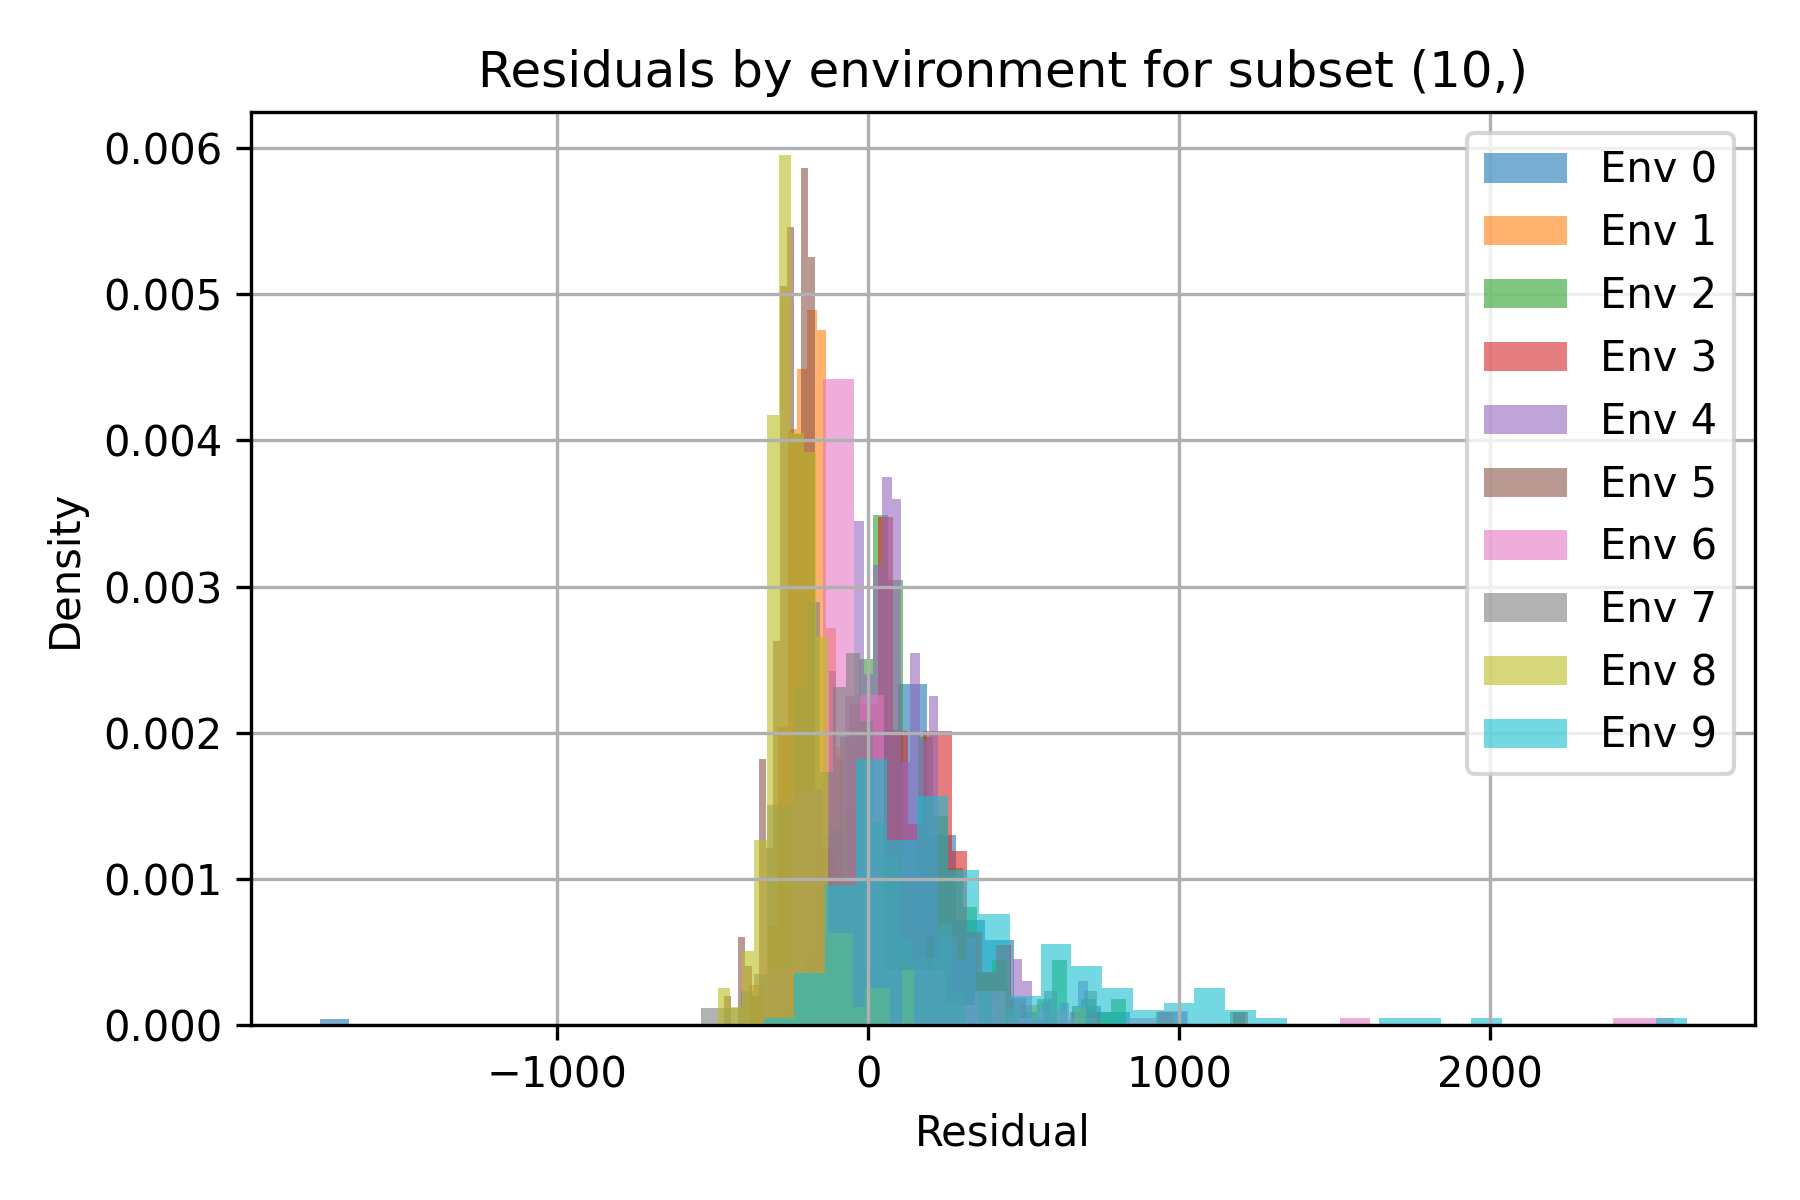 Residuals by environment for subset (10,)
0.006
0.005
0.004
0.003
0.002
0.001
0.000
Density
−1000
0
1000
2000
Residual
Env 0
Env 1
Env 2
Env 3
Env 4
Env 5
Env 6
Env 7
Env 8
Env 9